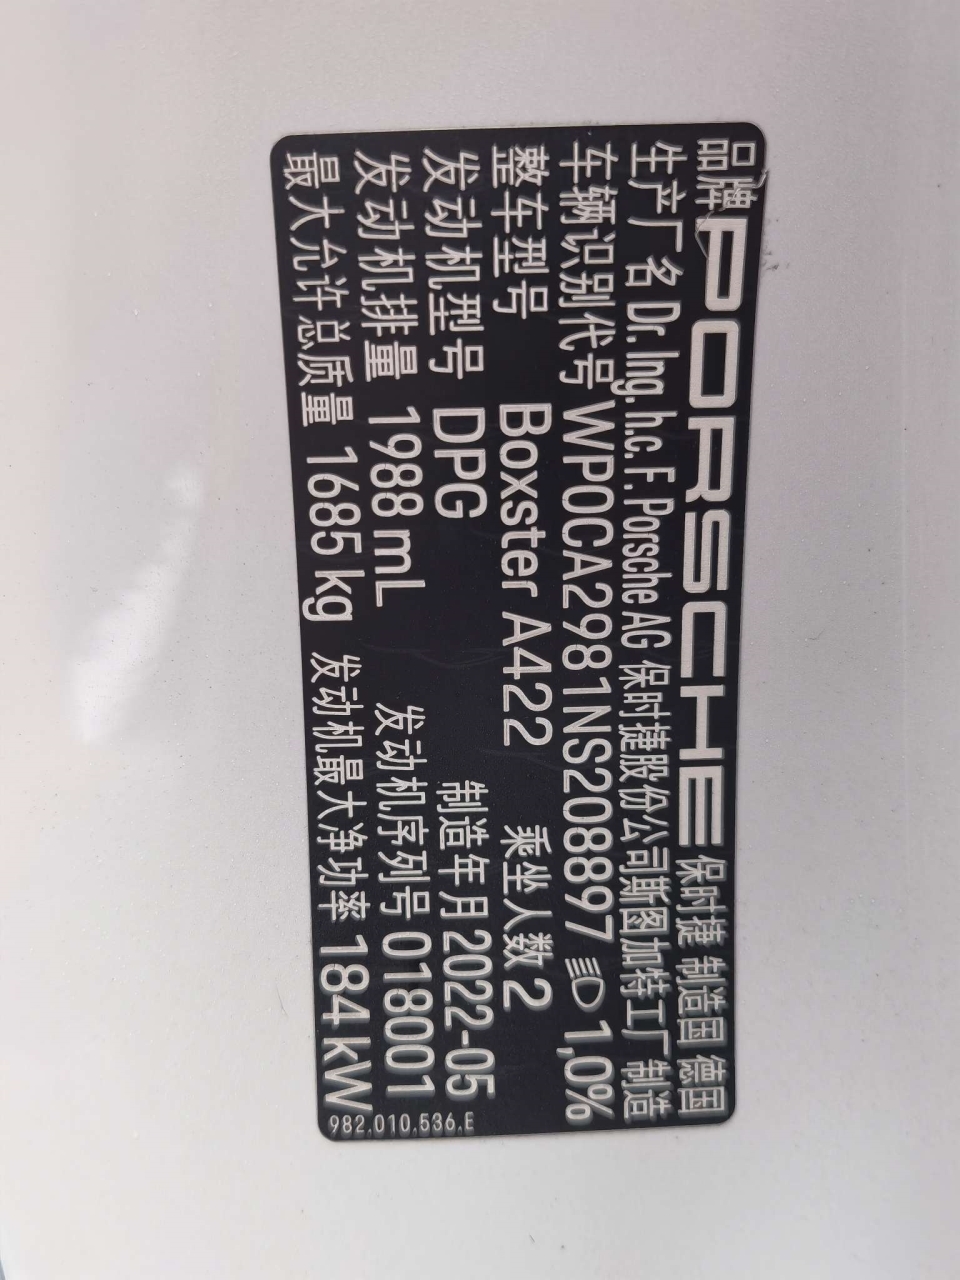 品牌 PORSCHE 保时捷 制造国 德国
生产厂名 Dr. Ing. h.c. F. Porsche AG 保时捷股份公司斯图加特工厂制造
车辆识别代号 WP0CA2981NS208897 1,0%
整车型号 Boxster A422 乘坐人数 2
发动机型号 DPG 制造年月 2022-05
发动机排量 1988 mL 发动机序列号 018001
最大允许总质量 1685 kg 发动机最大净功率 184 kW
982.010.536.E